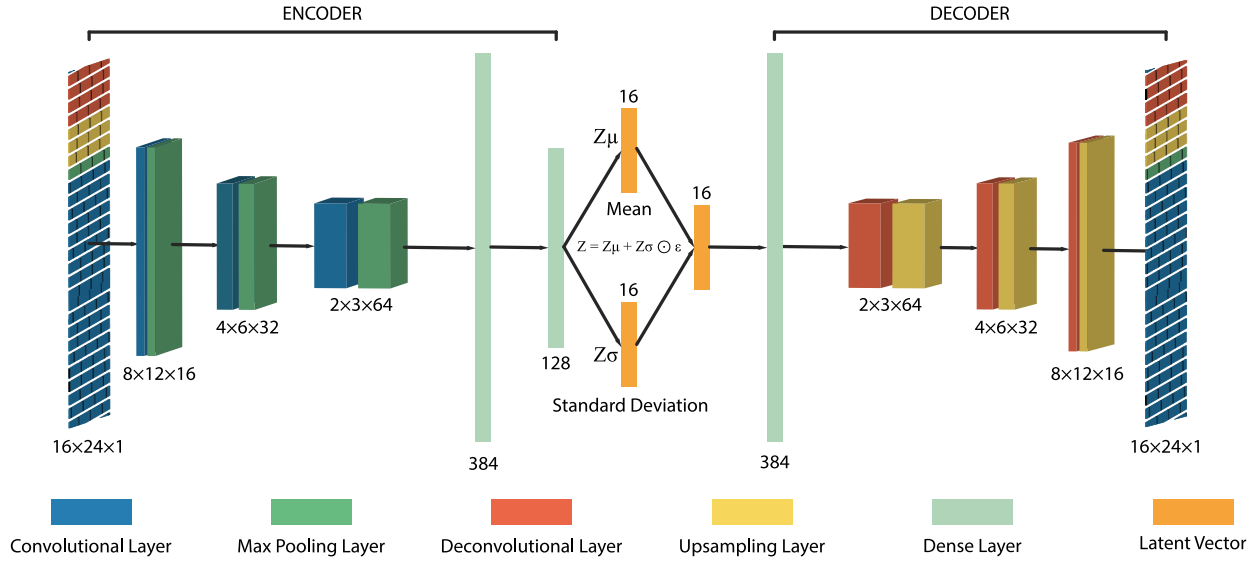 ENCODER
DECODER
16
Zμ
Mean
16
Z = Zμ + Zσ ⊙ ε
16
Zσ
Standard Deviation
16×24×1
8×12×16
4×6×32
2×3×64
384
128
384
2×3×64
4×6×32
8×12×16
16×24×1
Convolutional Layer
Max Pooling Layer
Deconvolutional Layer
Upsampling Layer
Dense Layer
Latent Vector